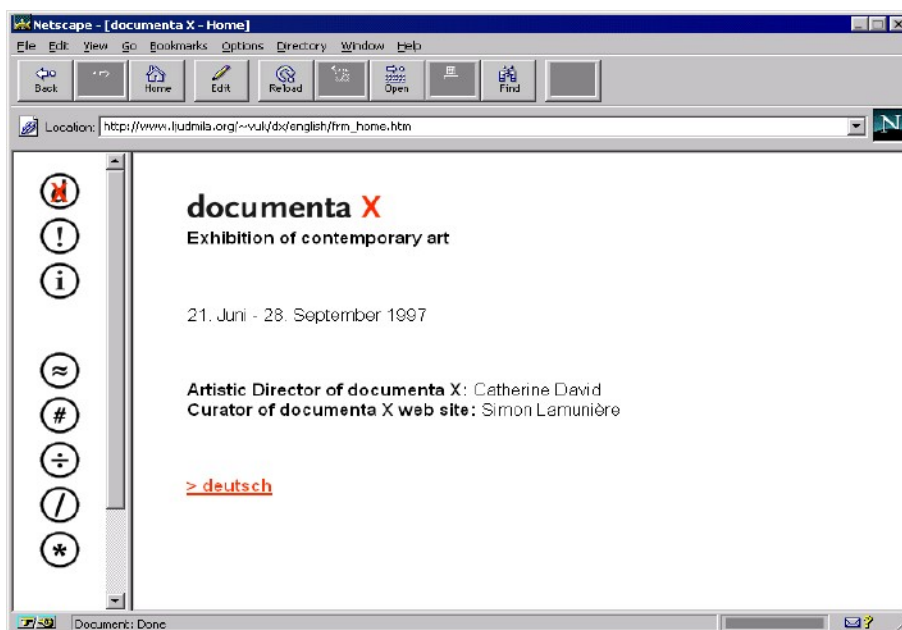 Netscape - [documenta X - Home]
File Edit View Go Bookmarks Options Directory Window Help
Back Home Edit Reload Open Find
Location: http://www.ljudmila.org/~vuk/dx/english/frm_home.htm
N
d X
!
i
≈
#
÷
/
*
documenta X
Exhibition of contemporary art
21. Juni - 28. September 1997
Artistic Director of documenta X: Catherine David
Curator of documenta X web site: Simon Lamunière
> deutsch
Document: Done